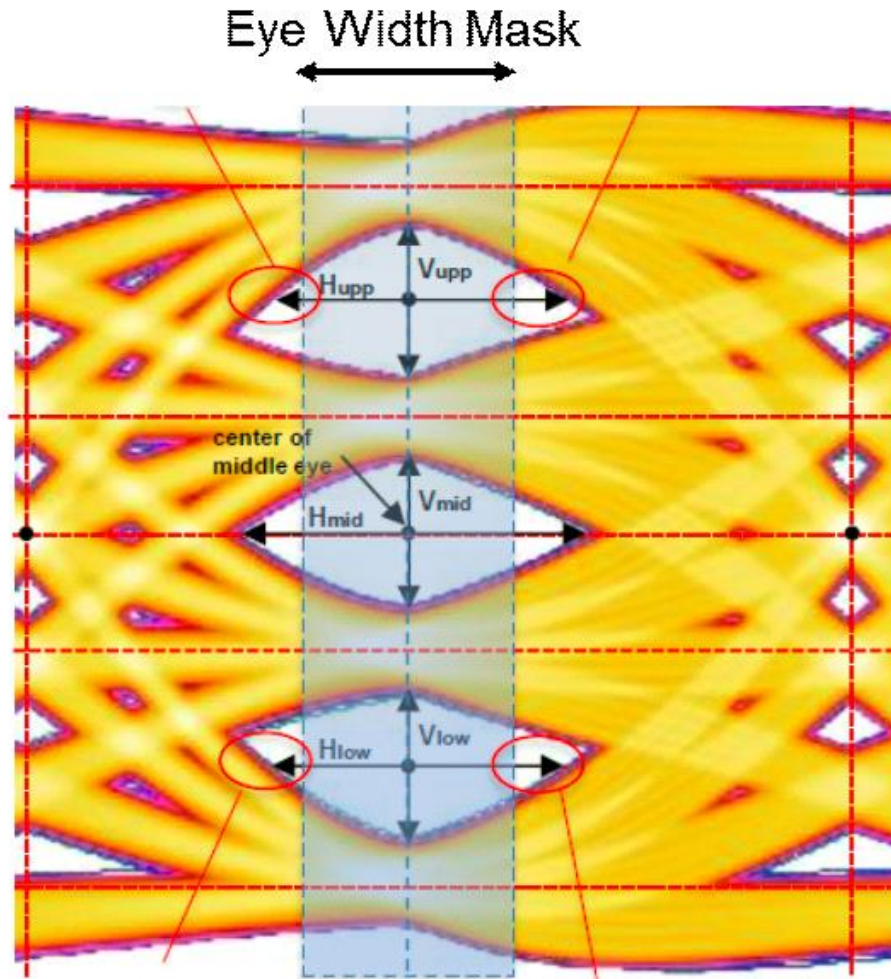 Eye Width Mask
Hupp
Vupp
center of
middle eye
Hmid
Vmid
Hlow
Vlow